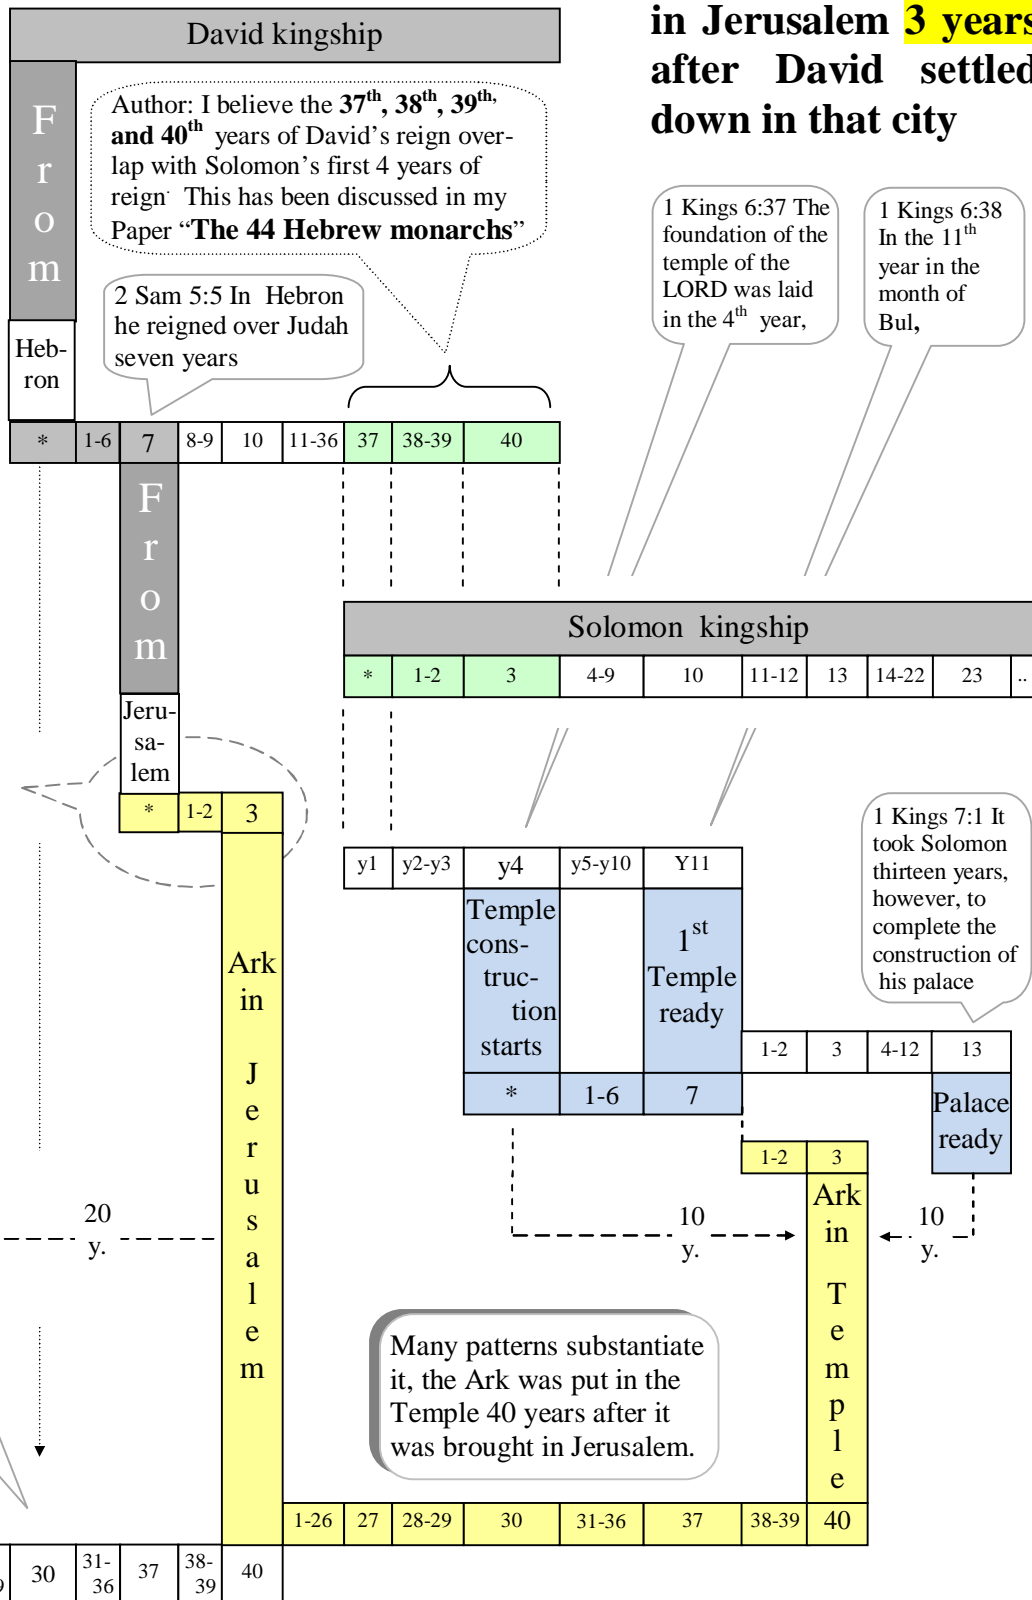 in Jerusalem 3 years
after David settled
down in that city
David kingship
From
Author: I believe the 37th, 38th, 39th,
and 40th years of David's reign over-
lap with Solomon's first 4 years of
reign. This has been discussed in my
Paper “The 44 Hebrew monarchs”
1 Kings 6:37 The
foundation of the
temple of the
LORD was laid
in the 4th year,
1 Kings 6:38
In the 11th
year in the
month of
Bul,
2 Sam 5:5 In Hebron
he reigned over Judah
seven years
Heb-
ron
* 1-6 7 8-9 10 11-36 37 38-39 40
From
Solomon kingship
* 1-2 3 4-9 10 11-12 13 14-22 23 ..
Jeru-
sa-
lem
* 1-2 3
1 Kings 7:1 It
took Solomon
thirteen years,
however, to
complete the
construction of
his palace
y1 y2-y3 y4 y5-y10 Y11
Temple
cons-
truc-
tion
starts
1st
Temple
ready
Ark
in
Jerusalem
1-2 3 4-12 13
* 1-6 7
Palace
ready
1-2 3
Ark
in
Temple
20
y.
10
y.
10
y.
Many patterns substantiate
it, the Ark was put in the
Temple 40 years after it
was brought in Jerusalem.
1-26 27 28-29 30 31-36 37 38-39 40
9 30 31-36 37 38-39 40